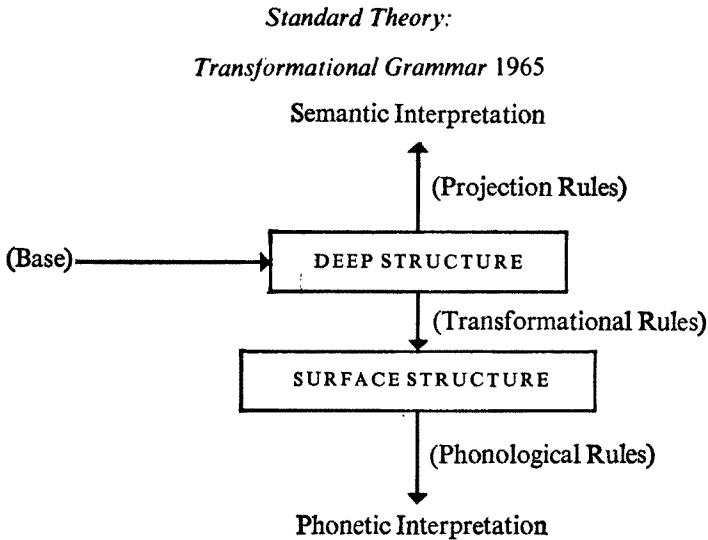 Standard Theory:
Transformational Grammar 1965
Semantic Interpretation
(Projection Rules)
(Base)
DEEP STRUCTURE
(Transformational Rules)
SURFACE STRUCTURE
(Phonological Rules)
Phonetic Interpretation